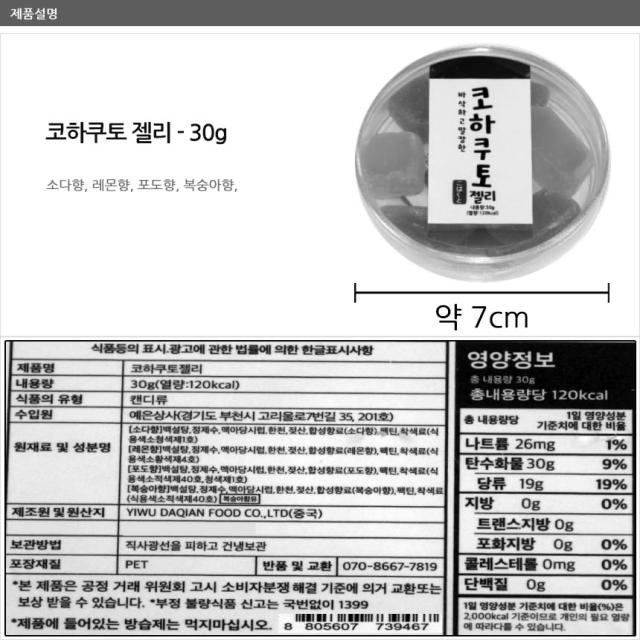 제품설명
코하쿠토 젤리 - 30g
소다향, 레몬향, 포도향, 복숭아향,
바삭하고 말캉한
코하쿠토
こはくと
젤리
내용량:30g
(열량:120kcal)
약 7cm
식품등의 표시.광고에 관한 법률에 의한 한글표시사항
제품명 코하쿠토젤리
내용량 30g(열량:120kcal)
식품의 유형 캔디류
수입원 예은상사(경기도 부천시 고리울로7번길 35, 201호)
원재료 및 성분명
[소다향]백설탕,정제수,맥아당시럽,한천,젖산,합성향료(소다향),펙틴,착색료(식
용색소청색제1호)
[레몬향]백설탕,정제수,맥아당시럽,한천,젖산,합성향료(레몬향),펙틴,착색료(식
용색소황색제4호)
[포도향]백설탕,정제수,맥아당시럽,한천,젖산,합성향료(포도향),펙틴,착색료(식
용색소적색제40호,청색제1호)
[복숭아향]백설탕,정제수,맥아당시럽,한천,젖산,합성향료(복숭아향),펙틴,착색료
(식용색소적색제40호) 복숭아함유
제조원 및 원산지 YIWU DAQIAN FOOD CO.,LTD(중국)
보관방법 직사광선을 피하고 건냉보관
포장재질 PET 반품 및 교환 070-8667-7819
*본 제품은 공정 거래 위원회 고시 소비자분쟁 해결 기준에 의거 교환또는
보상 받을 수 있습니다. *부정 불량식품 신고는 국번없이 1399
*제품에 들어있는 방습제는 먹지마십시오.
8 805607 739467
영양정보
총 내용량 30g
총내용량당 120kcal
총 내용량당 1일 영양성분
기준치에 대한 비율
나트륨 26mg 1%
탄수화물 30g 9%
당류 19g 19%
지방 0g 0%
트랜스지방 0g
포화지방 0g 0%
콜레스테롤 0mg 0%
단백질 0g 0%
1일 영양성분 기준치에 대한 비율(%)은
2,000kcal 기준이므로 개인의 필요 열량
에 따라다를 수 있습니다.